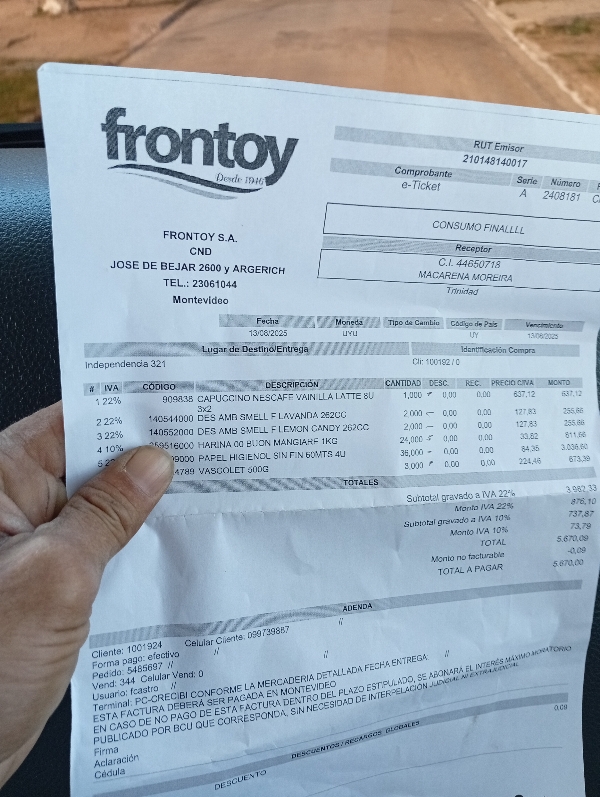 frontoy
Desde 1946
FRONTOY S.A.
CND
JOSE DE BEJAR 2600 y ARGERICH
TEL.: 23061044
Montevideo
RUT Emisor
210148140017
Comprobante Serie Número
e-Ticket A 2408181
CONSUMO FINALLLL
Receptor
C.I. 44650718
MACARENA MOREIRA
Trinidad
Fecha Moneda Tipo de Cambio Código de País Vencimiento
13/08/2025 UYU UY 13/08/2025
Lugar de Destino/Entrega Identificación Compra
Independencia 321 Cli: 100192 / 0
# IVA CÓDIGO DESCRIPCIÓN CANTIDAD DESC. REC. PRECIO C/IVA MONTO
1 22% 909838 CAPUCCINO NESCAFE VAINILLA LATTE 8U 1,000 0,00 0,00 637,12 637,12
3x2
2 22% 140544000 DES AMB SMELL F LAVANDA 262CC 2,000 0,00 0,00 127,83 255,66
3 22% 140552000 DES AMB SMELL F LEMON CANDY 262CC 2,000 0,00 0,00 127,83 255,66
4 10% 59516000 HARINA 00 BUON MANGIARE 1KG 24,000 0,00 0,00 33,82 811,66
5 2 99000 PAPEL HIGIENOL SIN FIN 60MTS 4U 36,000 0,00 0,00 84,35 3.036,60
4789 VASCOLET 500G 3,000 0,00 0,00 224,46 673,39
TOTALES
Subtotal gravado a IVA 22% 3.982,33
Monto IVA 22% 876,10
Subtotal gravado a IVA 10% 737,87
Monto IVA 10% 73,79
TOTAL 5.670,09
Monto no facturable -0,09
TOTAL A PAGAR 5.670,00
ADENDA
Cliente: 1001924 Celular Cliente: 099739887 //
Forma pago: efectivo //
Pedido: 5485697 // //
Vend: 344 Celular Vend: 0
Usuario: fcastro // //
Terminal: PC-CRECIBI CONFORME LA MERCADERIA DETALLADA FECHA ENTREGA. //
ESTA FACTURA DEBERÁ SER PAGADA EN MONTEVIDEO
EN CASO DE NO PAGO DE ESTA FACTURA DENTRO DEL PLAZO ESTIPULADO, SE ABONARÁ EL INTERÉS MÁXIMO MORATORIO
PUBLICADO POR BCU QUE CORRESPONDA, SIN NECESIDAD DE INTERPELACIÓN JUDICIAL NI EXTRAJUDICIAL
Firma
Aclaración
Cédula
DESCUENTOS / RECARGOS GLOBALES
DESCUENTO 0,09